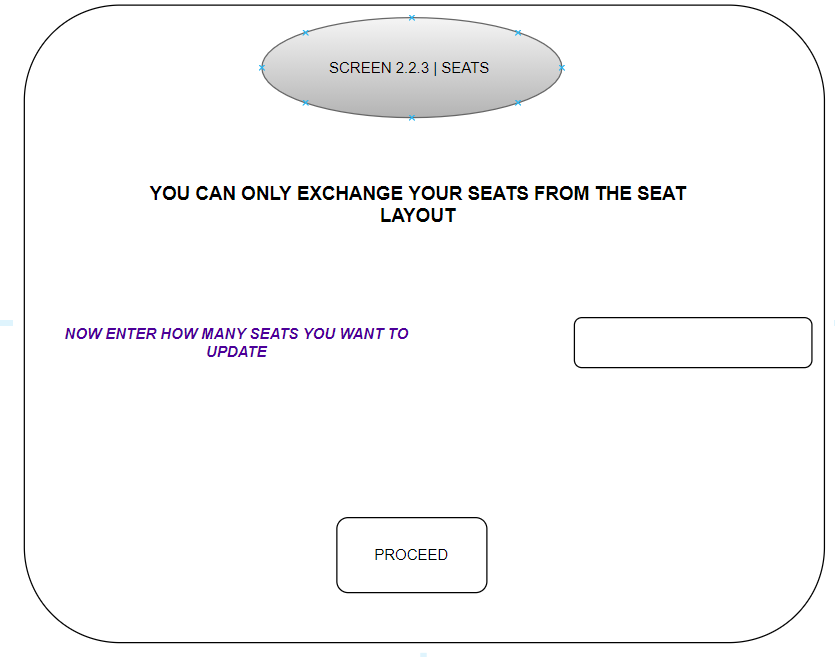 SCREEN 2.2.3 | SEATS
YOU CAN ONLY EXCHANGE YOUR SEATS FROM THE SEAT
LAYOUT
NOW ENTER HOW MANY SEATS YOU WANT TO
UPDATE
PROCEED